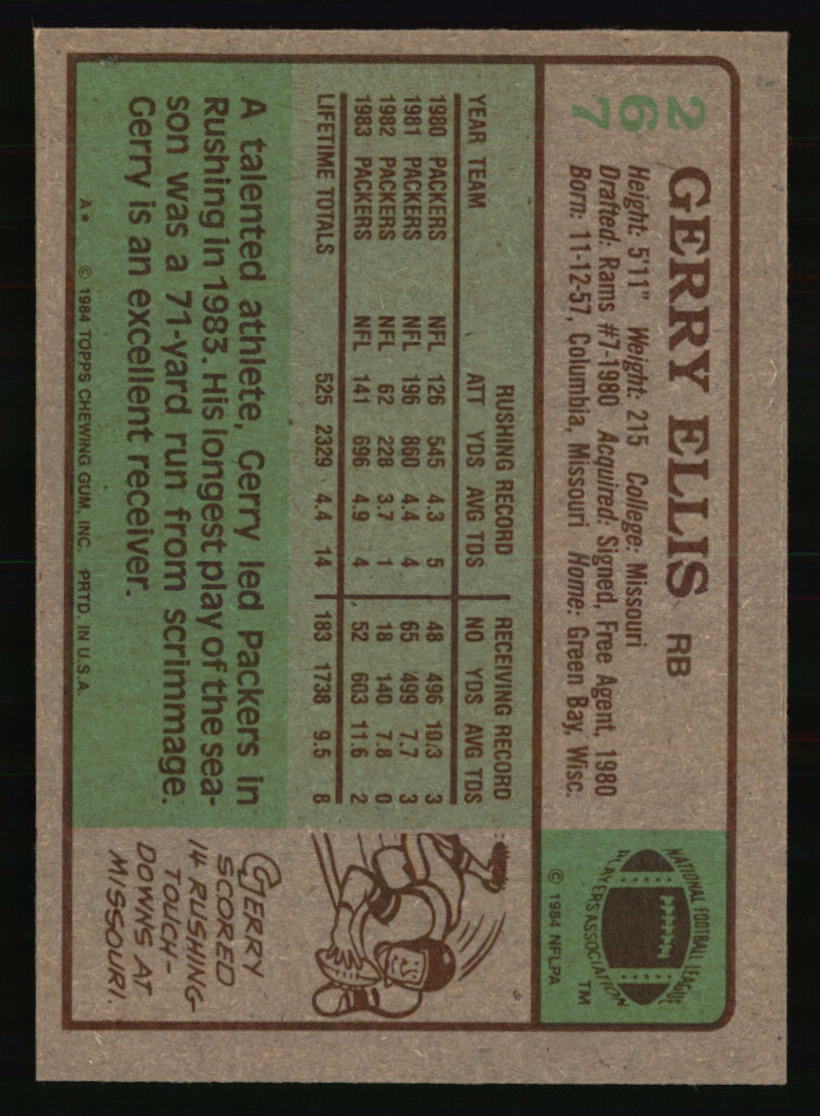 267
GERRY ELLIS RB
Height: 5'11" Weight: 215 College: Missouri
Drafted: Rams #7-1980 Acquired: Signed, Free Agent, 1980
Born: 11-12-57, Columbia, Missouri Home: Green Bay, Wisc.
NATIONAL FOOTBALL LEAGUE
PLAYERS ASSOCIATION
TM
© 1984 NFLPA
RUSHING RECORD RECEIVING RECORD
YEAR TEAM ATT YDS AVG TDS NO YDS AVG TDS
1980 PACKERS NFL 126 545 4.3 5 48 496 10.3 3
1981 PACKERS NFL 196 860 4.4 4 65 499 7.7 3
1982 PACKERS NFL 62 228 3.7 1 18 140 7.8 0
1983 PACKERS NFL 141 696 4.9 4 52 603 11.6 2
LIFETIME TOTALS 525 2329 4.4 14 183 1738 9.5 8
A talented athlete, Gerry led Packers in
Rushing in 1983. His longest play of the sea-
son was a 71-yard run from scrimmage.
Gerry is an excellent receiver.
A* © 1984 TOPPS CHEWING GUM, INC. PRTD. IN U.S.A.
GERRY
SCORED
14 RUSHING
TOUCH-
DOWNS AT
MISSOURI.